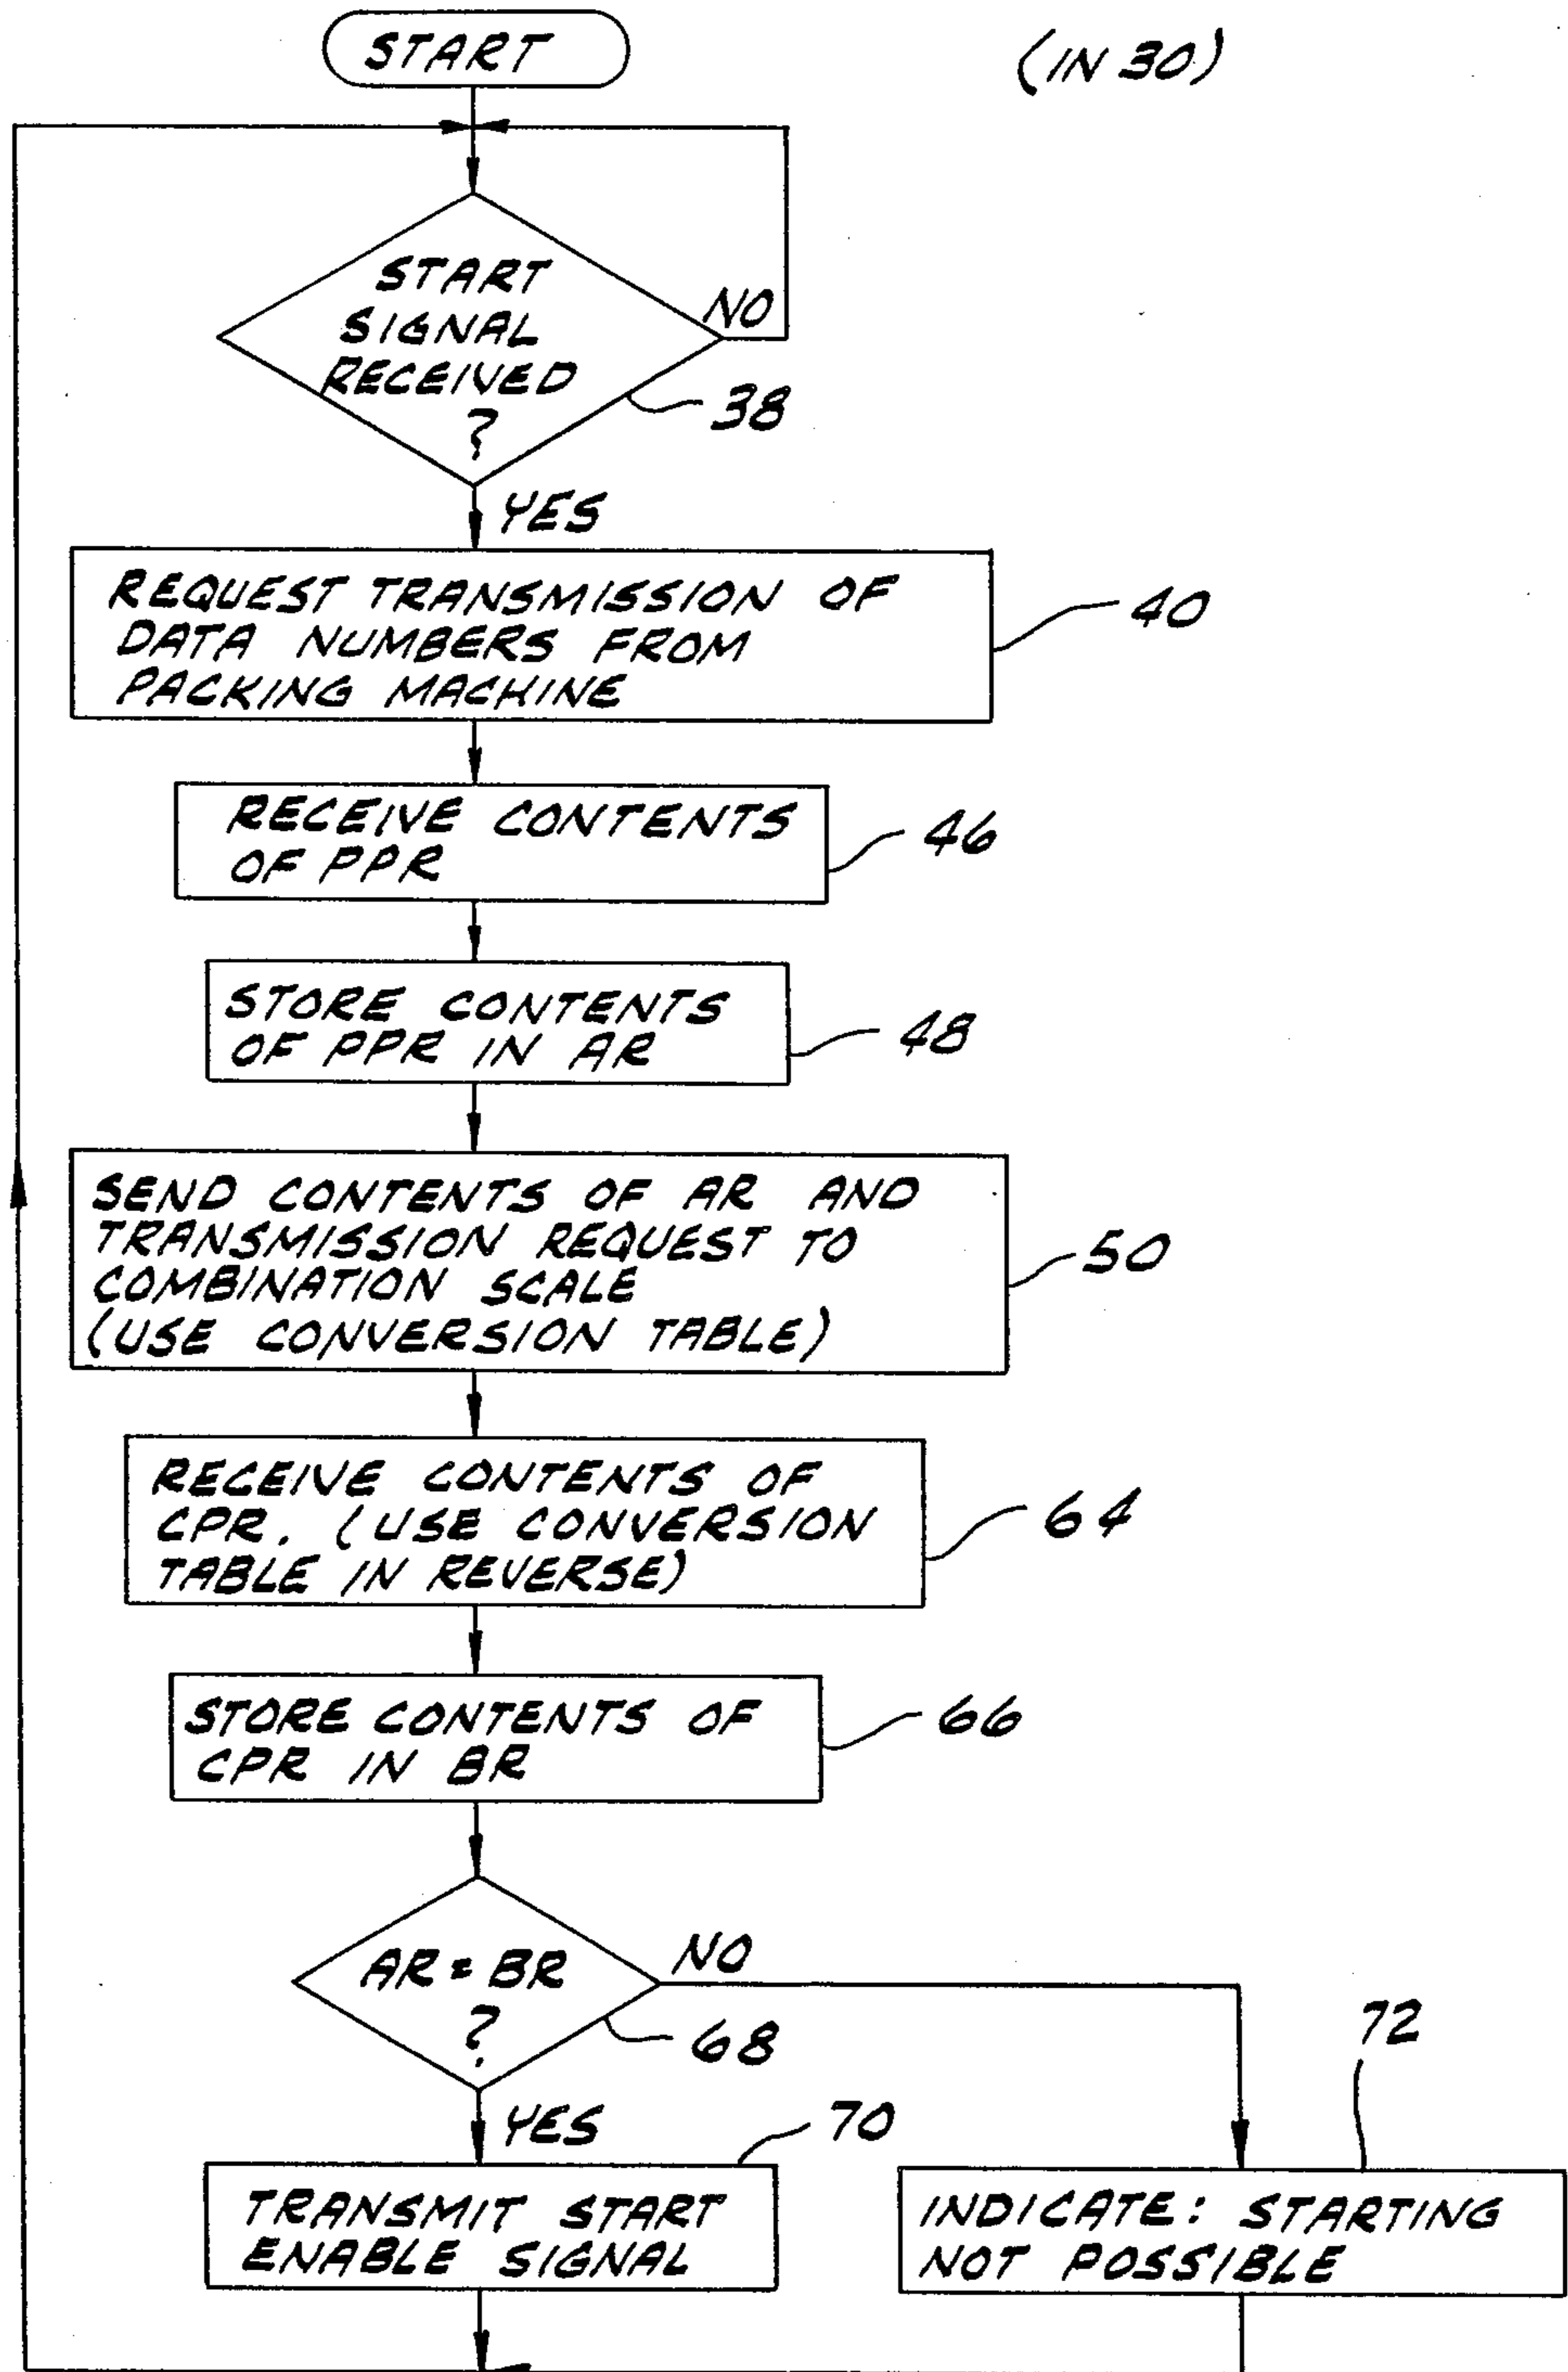 START
(IN 30)
START
SIGNAL
RECEIVED
?
NO
38
YES
REQUEST TRANSMISSION OF
DATA NUMBERS FROM
PACKING MACHINE
40
RECEIVE CONTENTS
OF PPR
46
STORE CONTENTS
OF PPR IN AR
48
SEND CONTENTS OF AR AND
TRANSMISSION REQUEST TO
COMBINATION SCALE
(USE CONVERSION TABLE)
50
RECEIVE CONTENTS OF
CPR. (USE CONVERSION
TABLE IN REVERSE)
64
STORE CONTENTS OF
CPR IN BR
66
AR = BR
?
NO
68
72
YES
70
TRANSMIT START
ENABLE SIGNAL
INDICATE: STARTING
NOT POSSIBLE